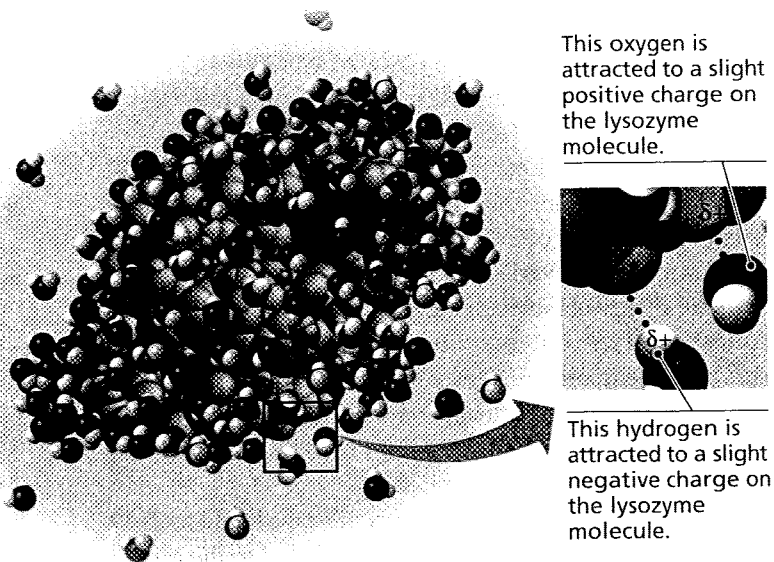 This oxygen is
attracted to a slight
positive charge on
the lysozyme
molecule.
δ+
δ+
This hydrogen is
attracted to a slight
negative charge on
the lysozyme
molecule.